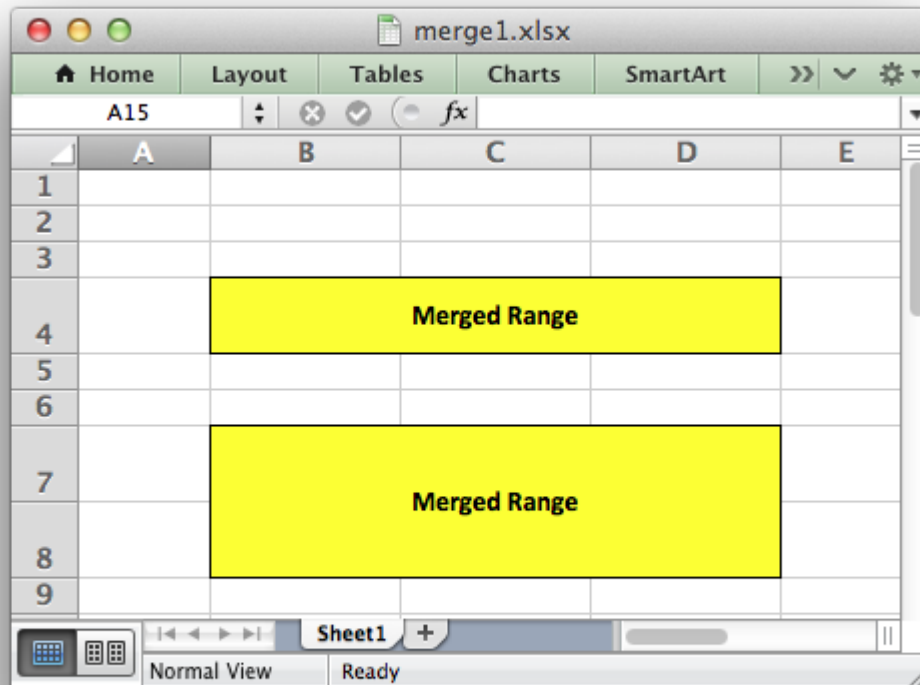 merge1.xlsx
Home Layout Tables Charts SmartArt
A15 fx
A B C D E
1
2
3
4 Merged Range
5
6
7
Merged Range
8
9
Sheet1 +
Normal View Ready